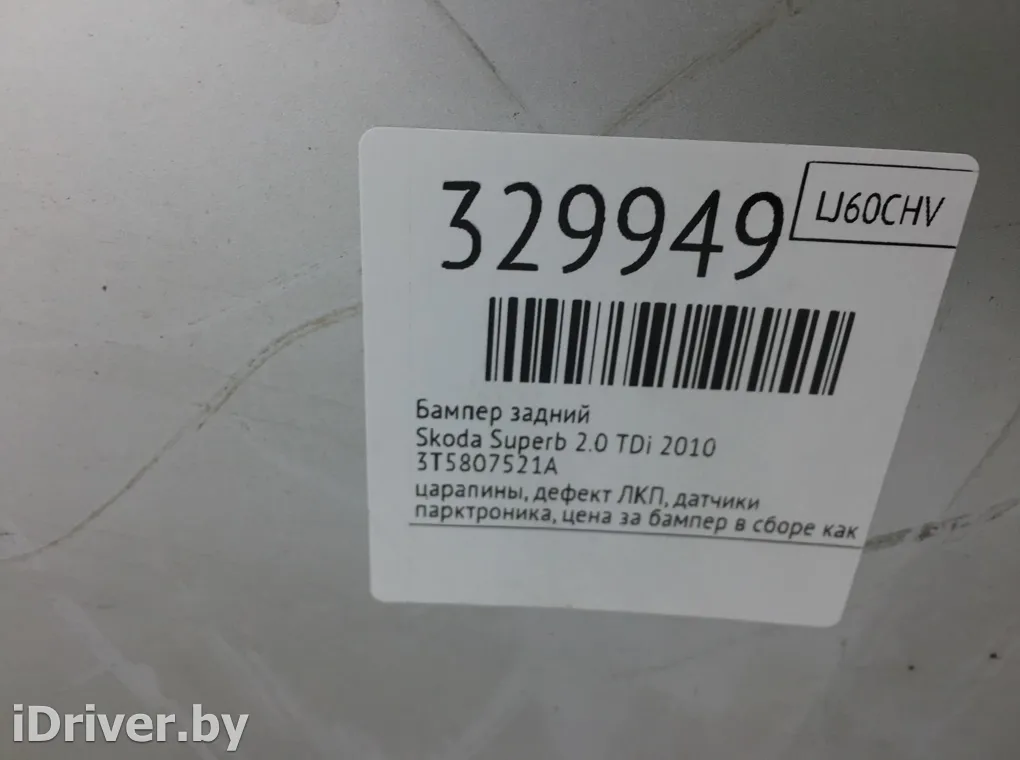 329949
LJ60CHV
Бампер задний
Skoda Superb 2.0 TDi 2010
3T5807521A
царапины, дефект ЛКП, датчики
парктроника, цена за бампер в сборе как
iDriver.by